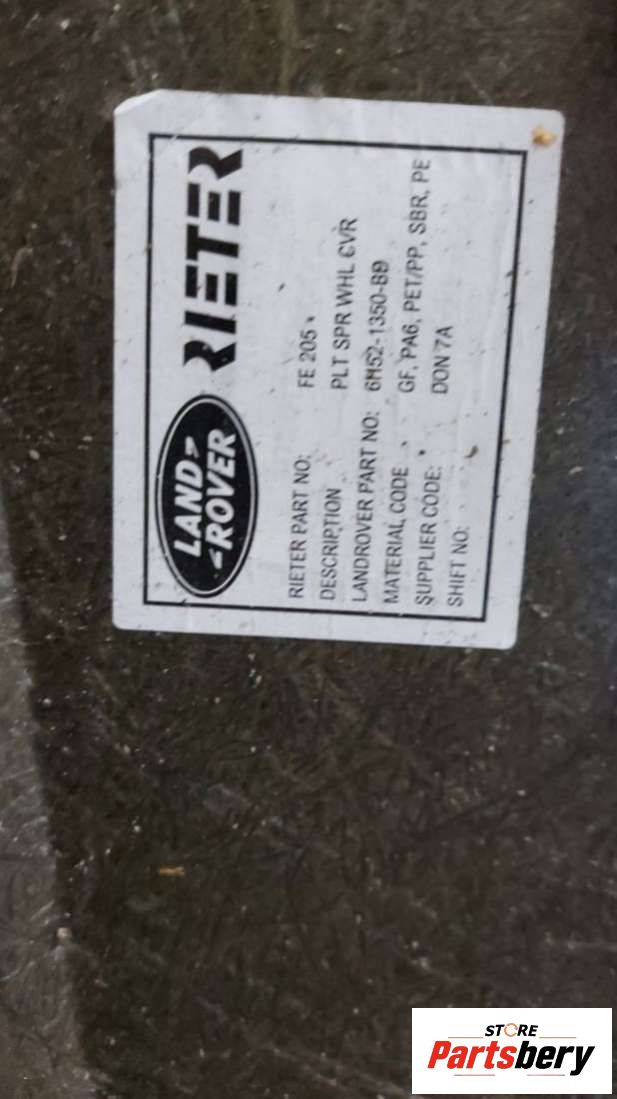 LAND ROVER
RIETER
RIETER PART NO: FE 205
DESCRIPTION PLT SPR WHL CVR
LANDROVER PART NO: 6M52-1350-BB
MATERIAL CODE GF, PA6, PET/PP, SBR, PE
SUPPLIER CODE: DON 7A
SHIFT NO:
STORE
Partsbery